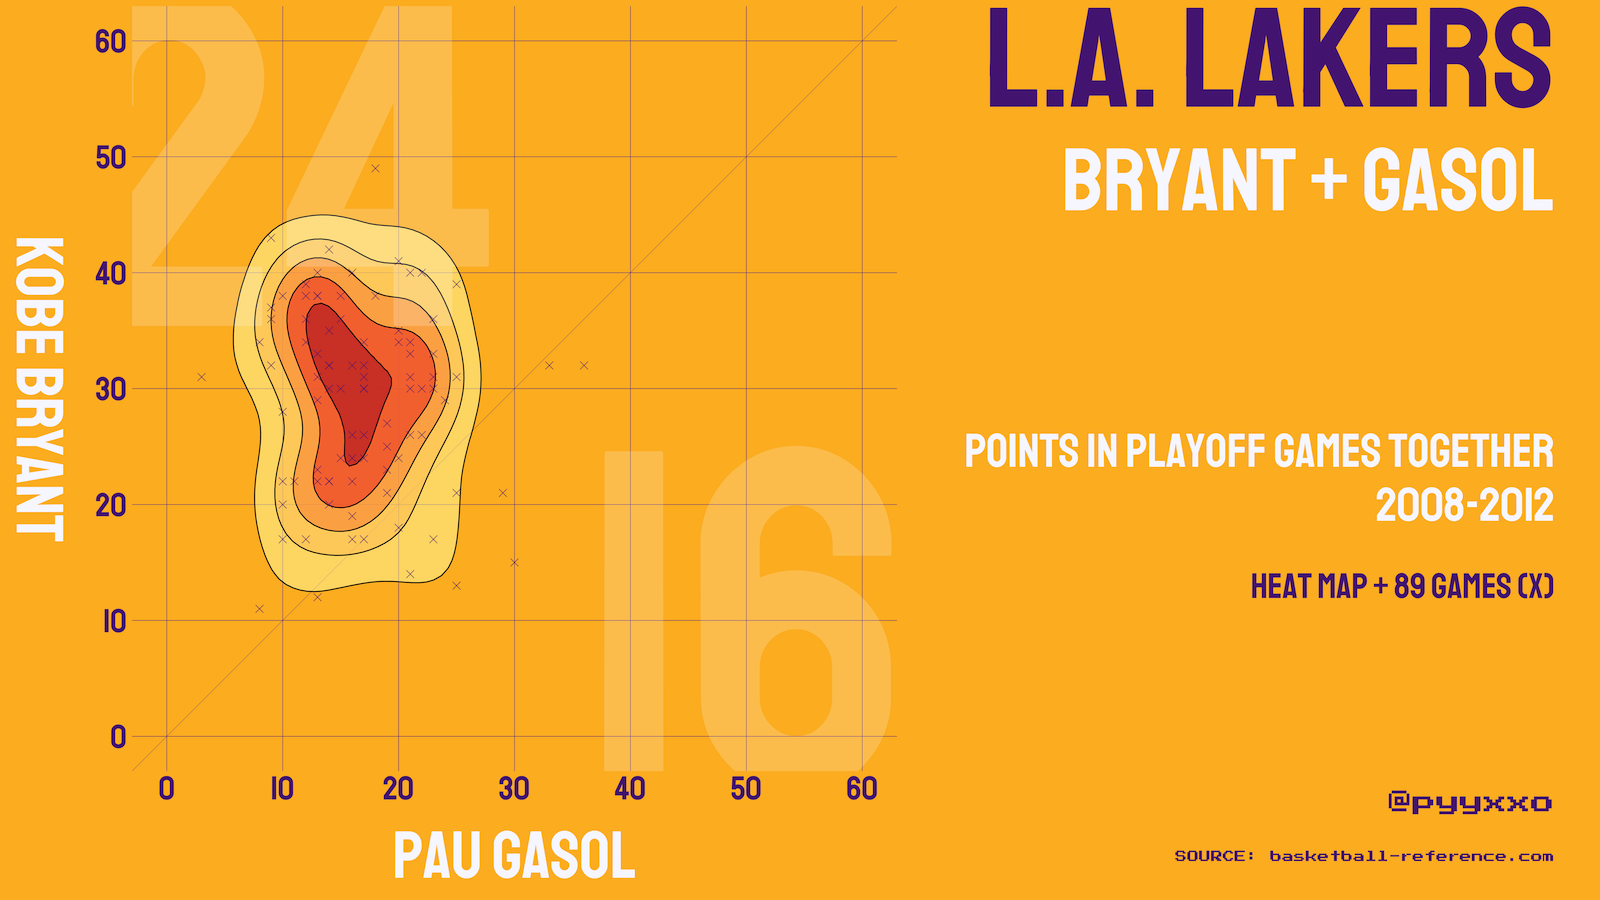 24
60
50
40
30
20
10
0
0 10 20 30 40 50 60
KOBE BRYANT
PAU GASOL
16
L.A. LAKERS
BRYANT + GASOL
POINTS IN PLAYOFF GAMES TOGETHER
2008-2012
HEAT MAP + 89 GAMES (X)
@pyyxxo
SOURCE: basketball-reference.com